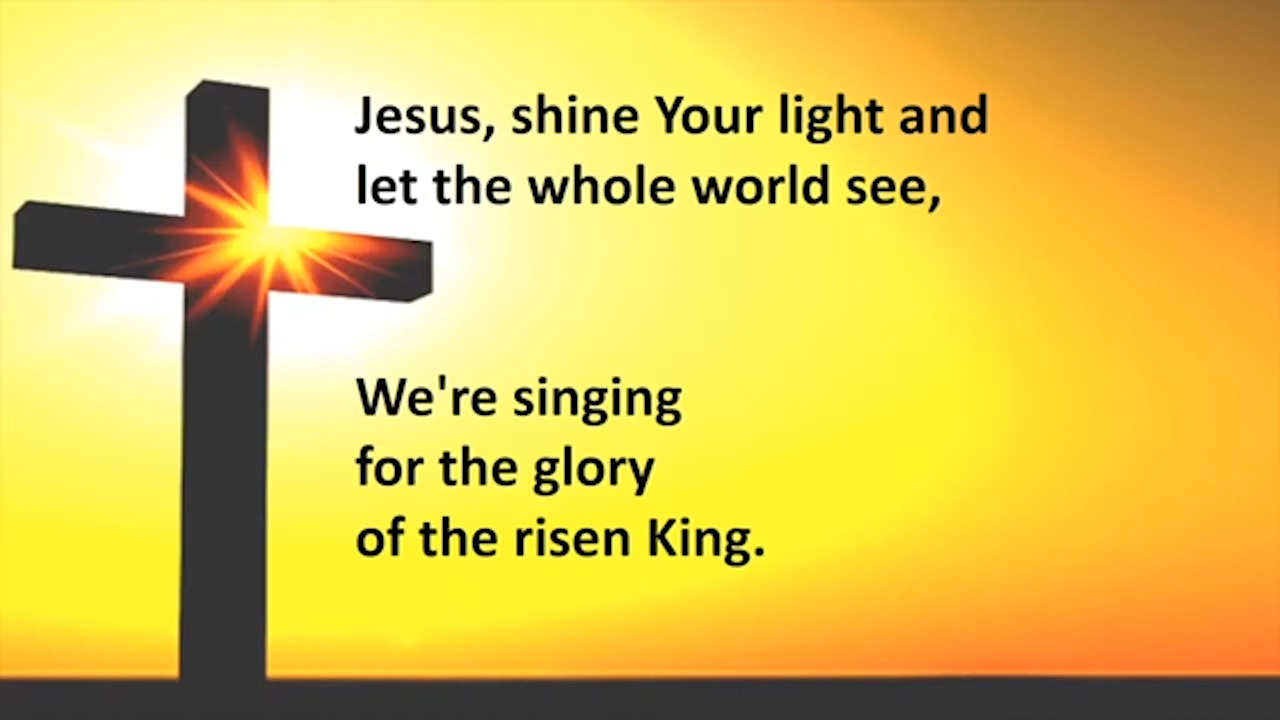 Jesus, shine Your light and
let the whole world see,
We're singing
for the glory
of the risen King.